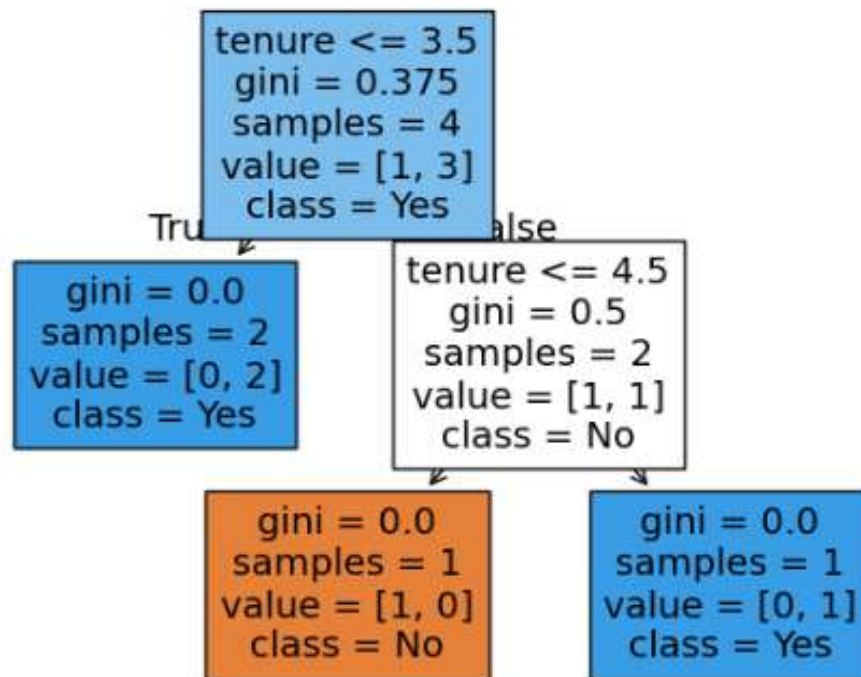 tenure <= 3.5
gini = 0.375
samples = 4
value = [1, 3]
class = Yes
gini = 0.0
samples = 2
value = [0, 2]
class = Yes
tenure <= 4.5
gini = 0.5
samples = 2
value = [1, 1]
class = No
gini = 0.0
samples = 1
value = [1, 0]
class = No
gini = 0.0
samples = 1
value = [0, 1]
class = Yes